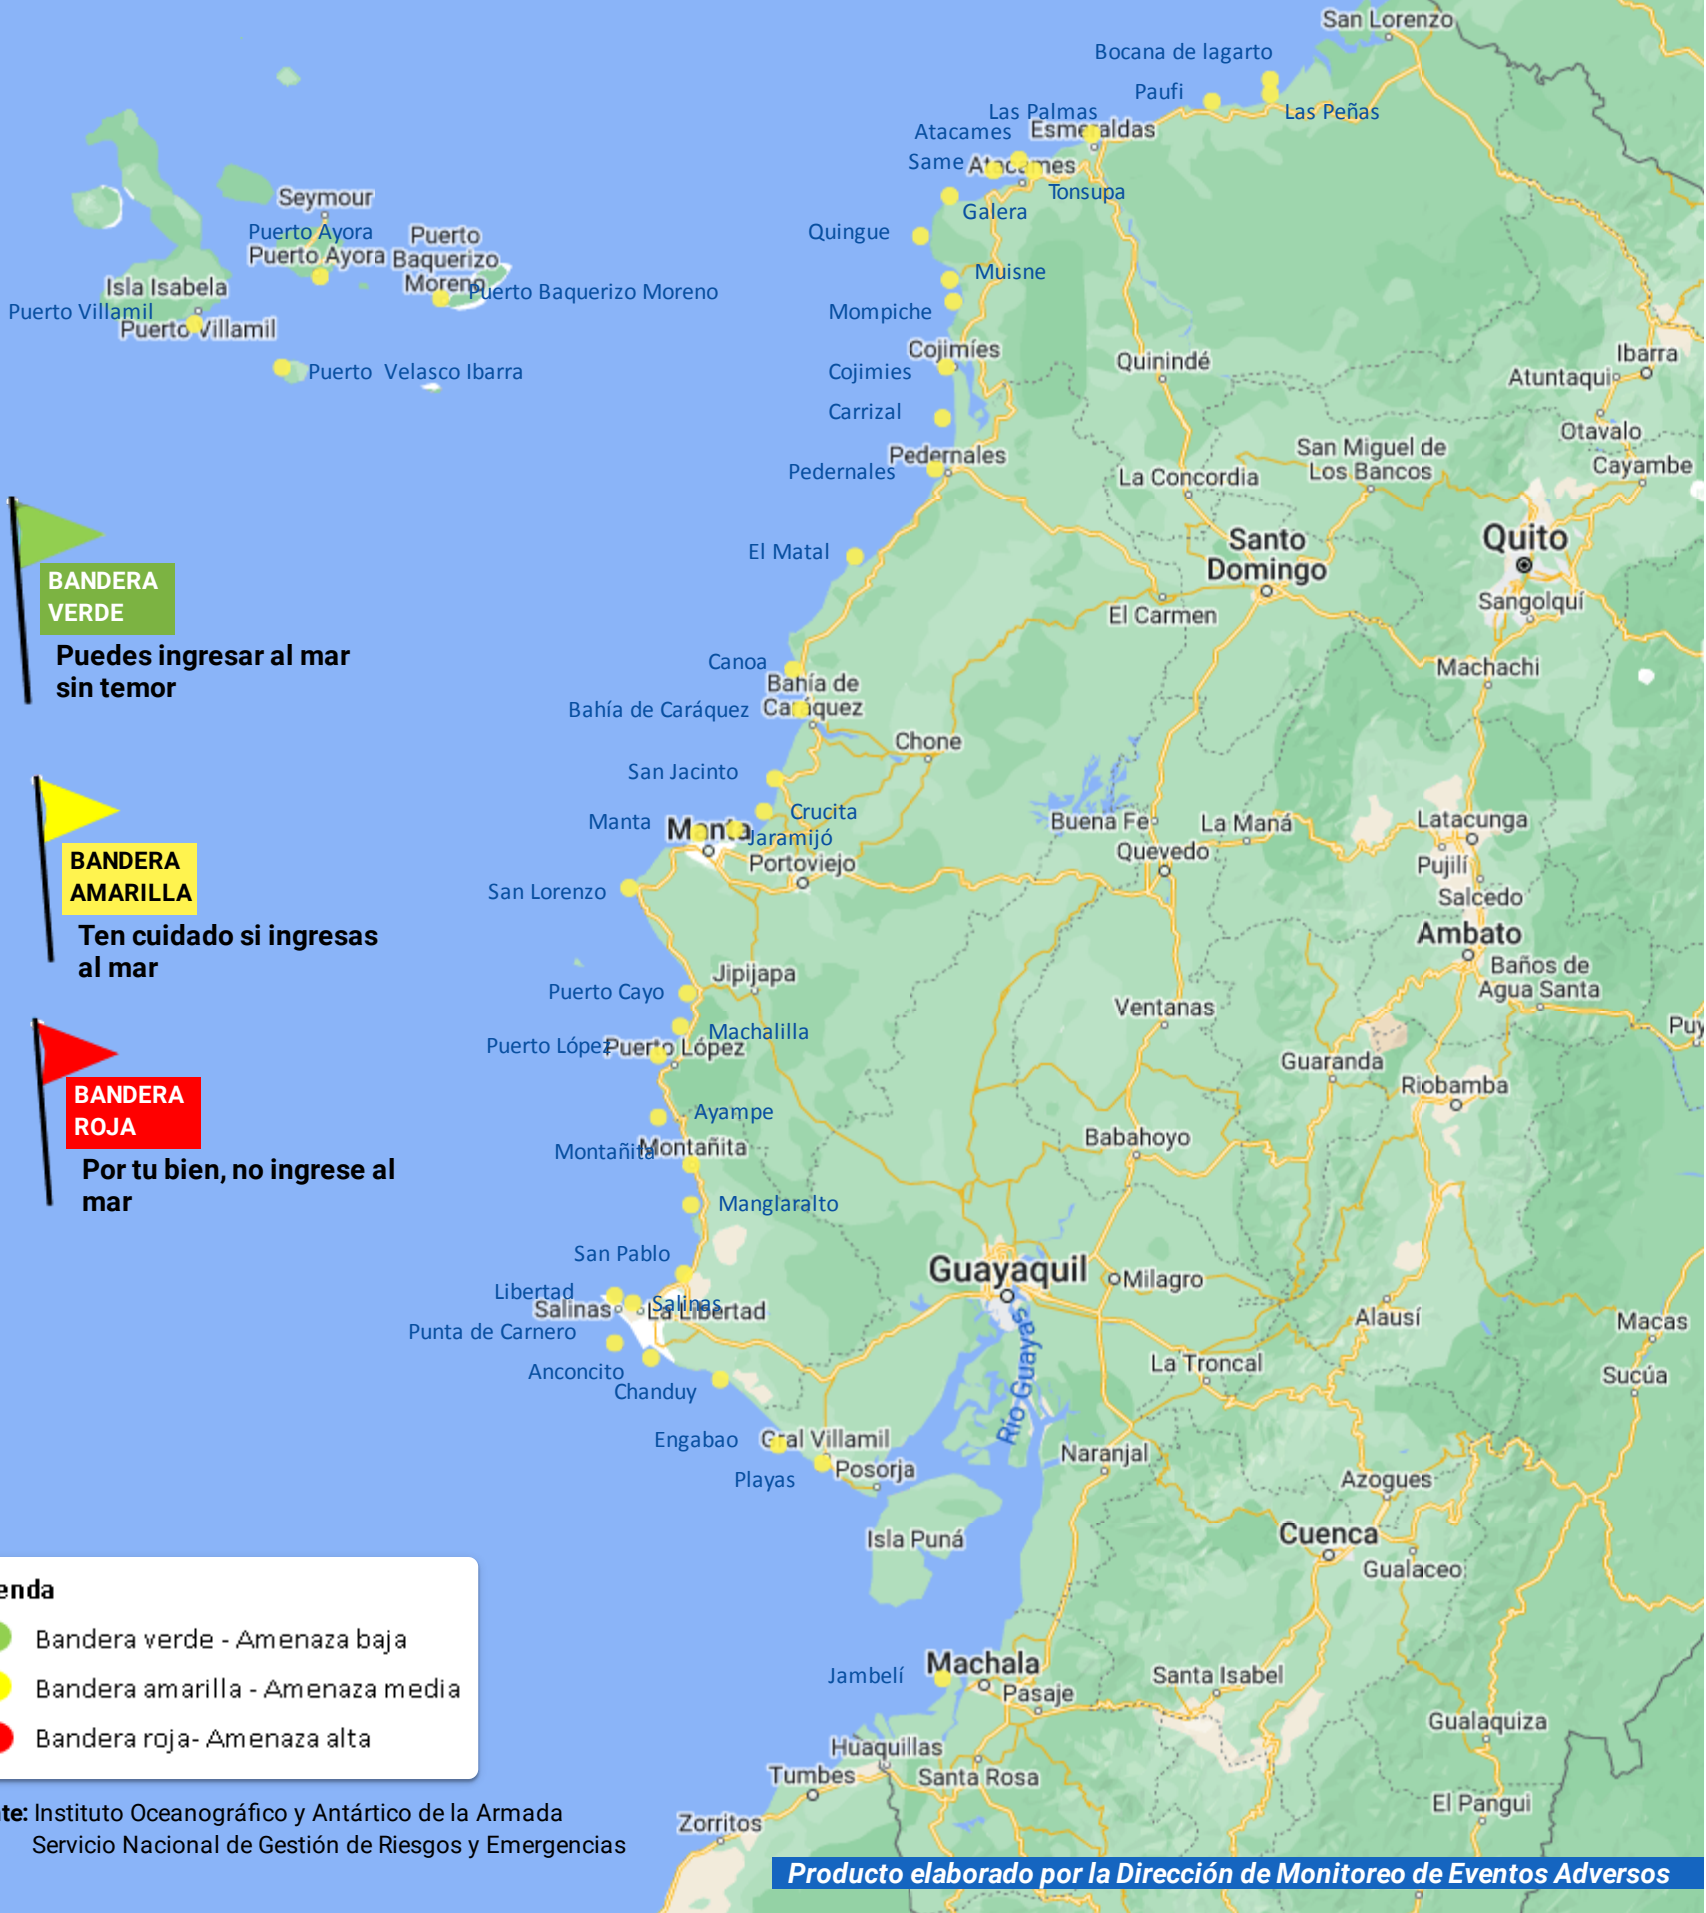 San Lorenzo
Bocana de lagarto
Paufi
Las Palmas
Las Peñas
Atacames
Esmeraldas
Same
Atacames
Tonsupa
Galera
Quingue
Muisne
Mompiche
Seymour
Puerto Ayora
Puerto Ayora
Puerto
Baquerizo
Moreno
Puerto Baquerizo Moreno
Isla Isabela
Puerto Villamil
Puerto Villamil
Puerto Velasco Ibarra
Cojimíes
Cojimies
Carrizal
Pedernales
Pedernales
Quinindé
Ibarra
Atuntaqui
Otavalo
Cayambe
San Miguel de
Los Bancos
La Concordia
Santo
Domingo
Quito
Sangolquí
El Matal
El Carmen
Machachi
BANDERA
VERDE
Puedes ingresar al mar
sin temor
Canoa
Bahía de
Caráquez
Bahía de Caráquez
Chone
San Jacinto
Crucita
Manta
Manta
Jaramijó
Portoviejo
Buena Fe
La Maná
Quevedo
Latacunga
Pujilí
Salcedo
Ambato
Baños de
Agua Santa
BANDERA
AMARILLA
Ten cuidado si ingresas
al mar
San Lorenzo
Jipijapa
Puerto Cayo
Machalilla
Puerto López
Puerto López
Ventanas
Puy
Guaranda
Riobamba
BANDERA
ROJA
Por tu bien, no ingrese al
mar
Ayampe
Montañita
Montañita
Babahoyo
Manglaralto
San Pablo
Guayaquil
Milagro
Libertad
Salinas
Salinas
La Libertad
Punta de Carnero
Anconcito
Chanduy
Río Guayas
Alausí
Macas
La Troncal
Sucúa
Engabao
Gral Villamil
Playas
Posorja
Naranjal
Azogues
Isla Puná
Cuenca
Gualaceo
enda
Bandera verde - Amenaza baja
Bandera amarilla - Amenaza media
Bandera roja- Amenaza alta
Jambelí
Machala
Pasaje
Santa Isabel
Gualaquiza
Huaquillas
Tumbes
Santa Rosa
El Pangui
Zorritos
te: Instituto Oceanográfico y Antártico de la Armada
Servicio Nacional de Gestión de Riesgos y Emergencias
Producto elaborado por la Dirección de Monitoreo de Eventos Adversos